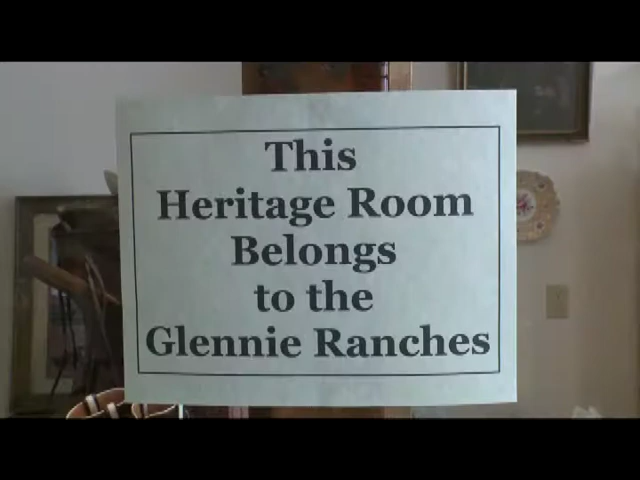 This
Heritage Room
Belongs
to the
Glennie Ranches